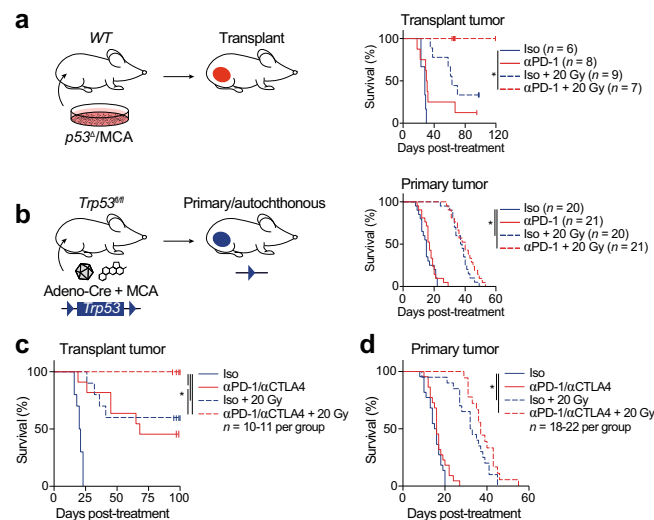 a
WT
Transplant
p53Δ/MCA
Transplant tumor
Survival (%)
100
50
0
0 40 80 120
Days post-treatment
*
Iso (n = 6)
αPD-1 (n = 8)
Iso + 20 Gy (n = 9)
αPD-1 + 20 Gy (n = 7)
b
Trp53fl/fl
Primary/autochthonous
Adeno-Cre + MCA
Trp53
Primary tumor
Survival (%)
100
50
0
0 20 40 60
Days post-treatment
*
Iso (n = 20)
αPD-1 (n = 21)
Iso + 20 Gy (n = 20)
αPD-1 + 20 Gy (n = 21)
c
Transplant tumor
Survival (%)
100
50
0
0 25 50 75 100
Days post-treatment
*
Iso
αPD-1/αCTLA4
Iso + 20 Gy
αPD-1/αCTLA4 + 20 Gy
n = 10-11 per group
d
Primary tumor
Survival (%)
100
50
0
0 20 40 60
Days post-treatment
*
Iso
αPD-1/αCTLA4
Iso + 20 Gy
αPD-1/αCTLA4 + 20 Gy
n = 18-22 per group